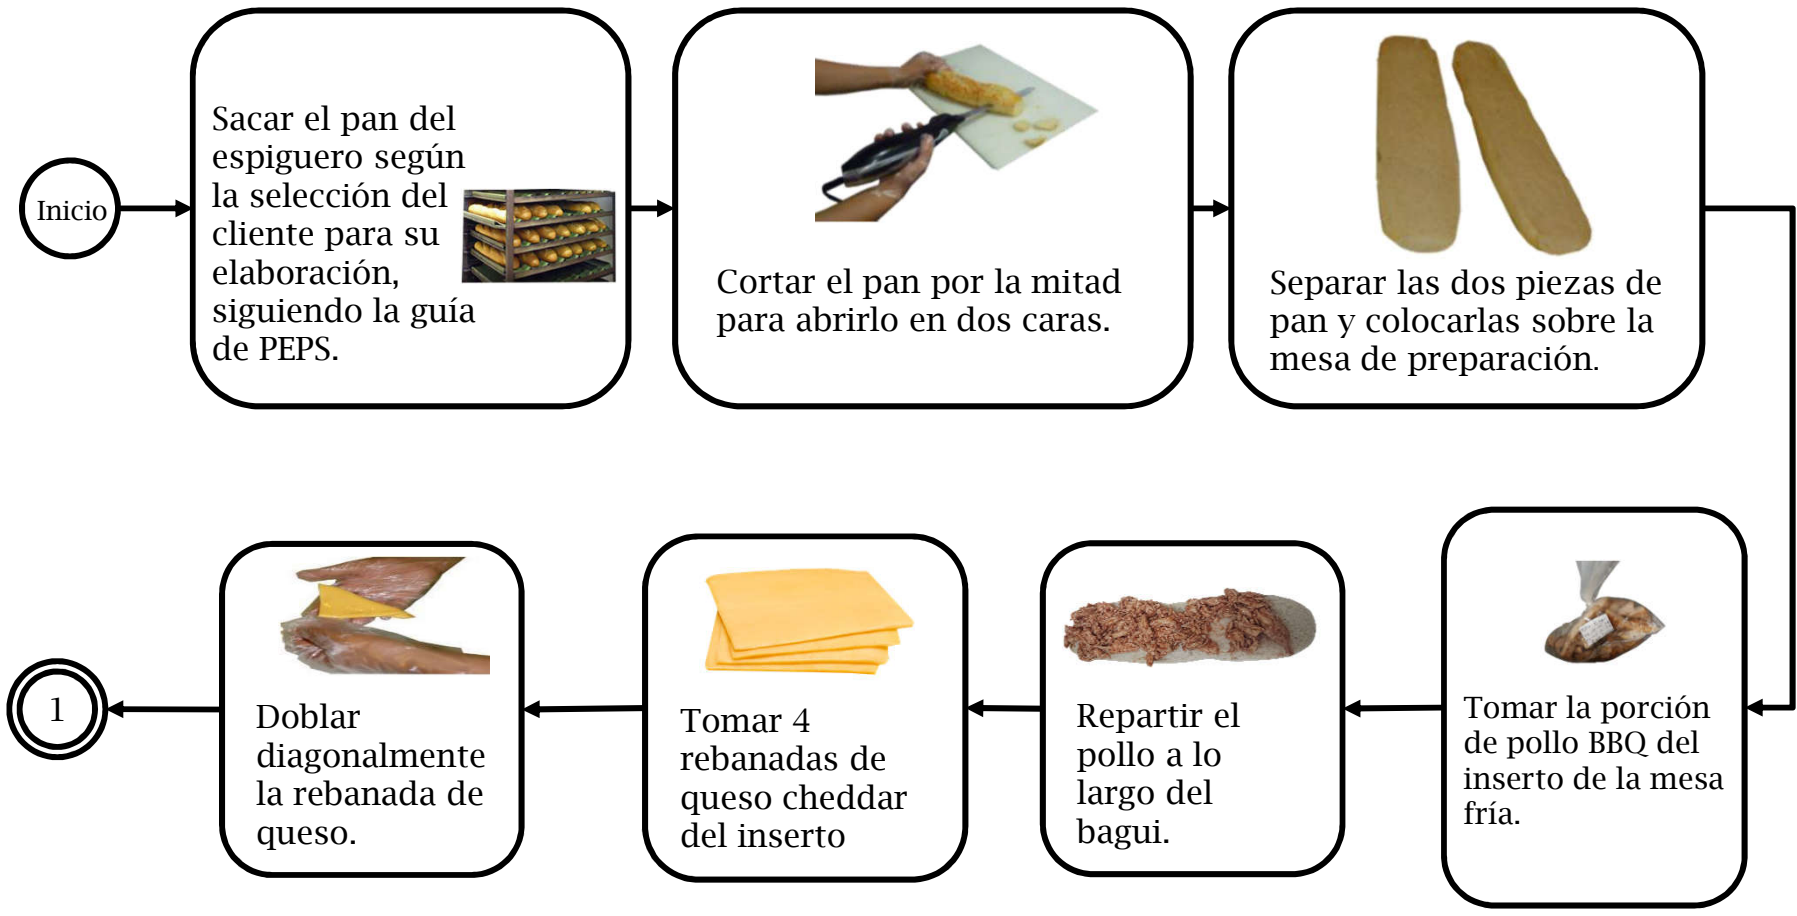 Inicio
Sacar el pan del
espiguero según
la selección del
cliente para su
elaboración,
siguiendo la guía
de PEPS.
Cortar el pan por la mitad
para abrirlo en dos caras.
Separar las dos piezas de
pan y colocarlas sobre la
mesa de preparación.
Tomar la porción
de pollo BBQ del
inserto de la mesa
fría.
Repartir el
pollo a lo
largo del
bagui.
Tomar 4
rebanadas de
queso cheddar
del inserto
Doblar
diagonalmente
la rebanada de
queso.
1